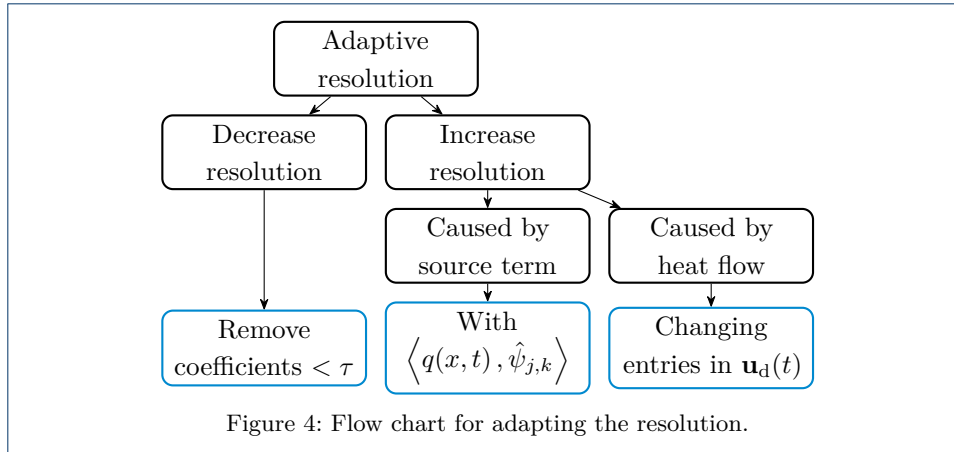 Adaptive
resolution
Decrease
resolution
Increase
resolution
Caused by
source term
Caused by
heat flow
Remove
coefficients < τ
With
⟨q(x, t) , ψ̂_{j,k}⟩
Changing
entries in **u**_d(t)
Figure 4: Flow chart for adapting the resolution.